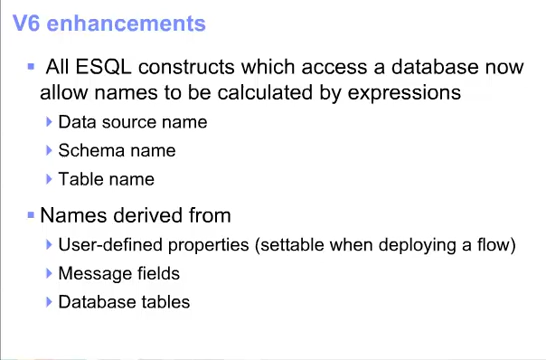 V6 enhancements
All ESQL constructs which access a database now
allow names to be calculated by expressions
Data source name
Schema name
Table name
Names derived from
User-defined properties (settable when deploying a flow)
Message fields
Database tables